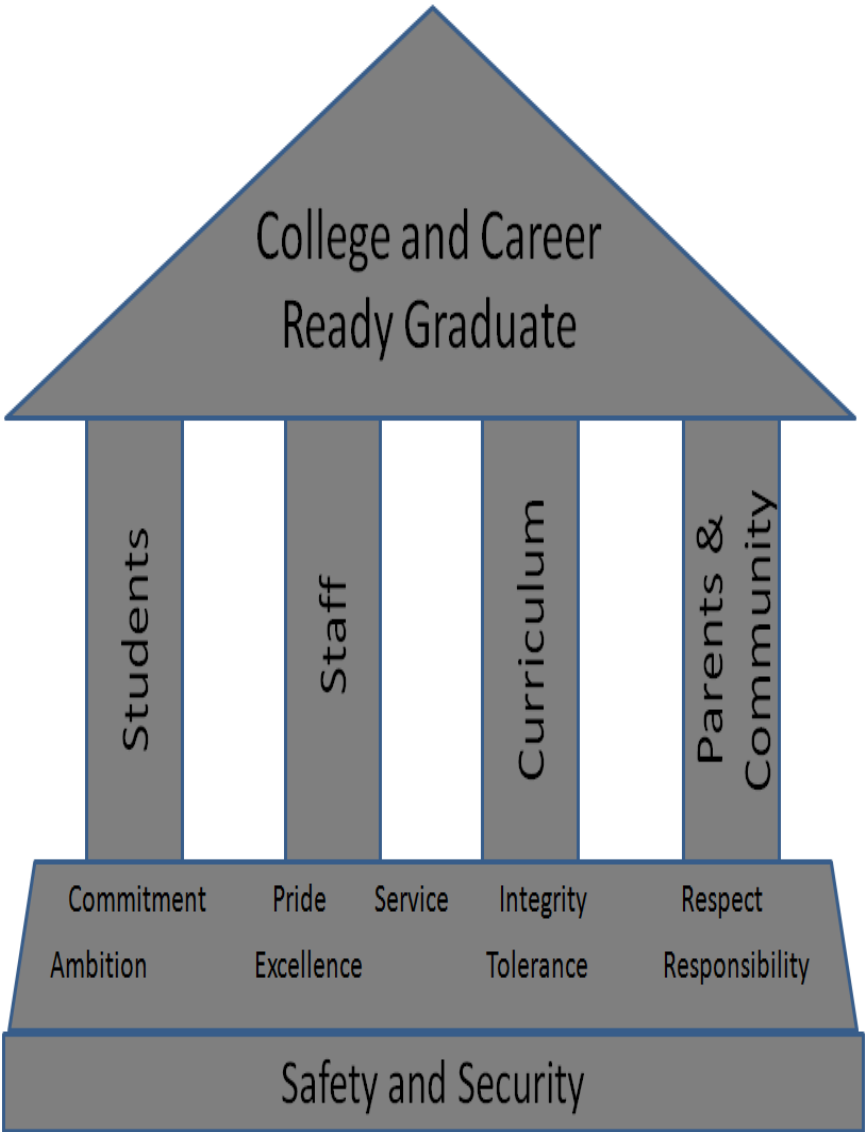 College and Career
Ready Graduate
Students
Staff
Curriculum
Parents &
Community
Commitment Pride Service Integrity Respect
Ambition Excellence Tolerance Responsibility
Safety and Security